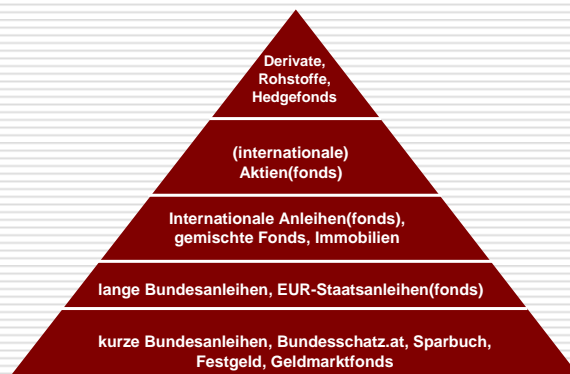 Derivate,
Rohstoffe,
Hedgefonds
(internationale)
Aktien(fonds)
Internationale Anleihen(fonds),
gemischte Fonds, Immobilien
lange Bundesanleihen, EUR-Staatsanleihen(fonds)
kurze Bundesanleihen, Bundesschatz.at, Sparbuch,
Festgeld, Geldmarktfonds